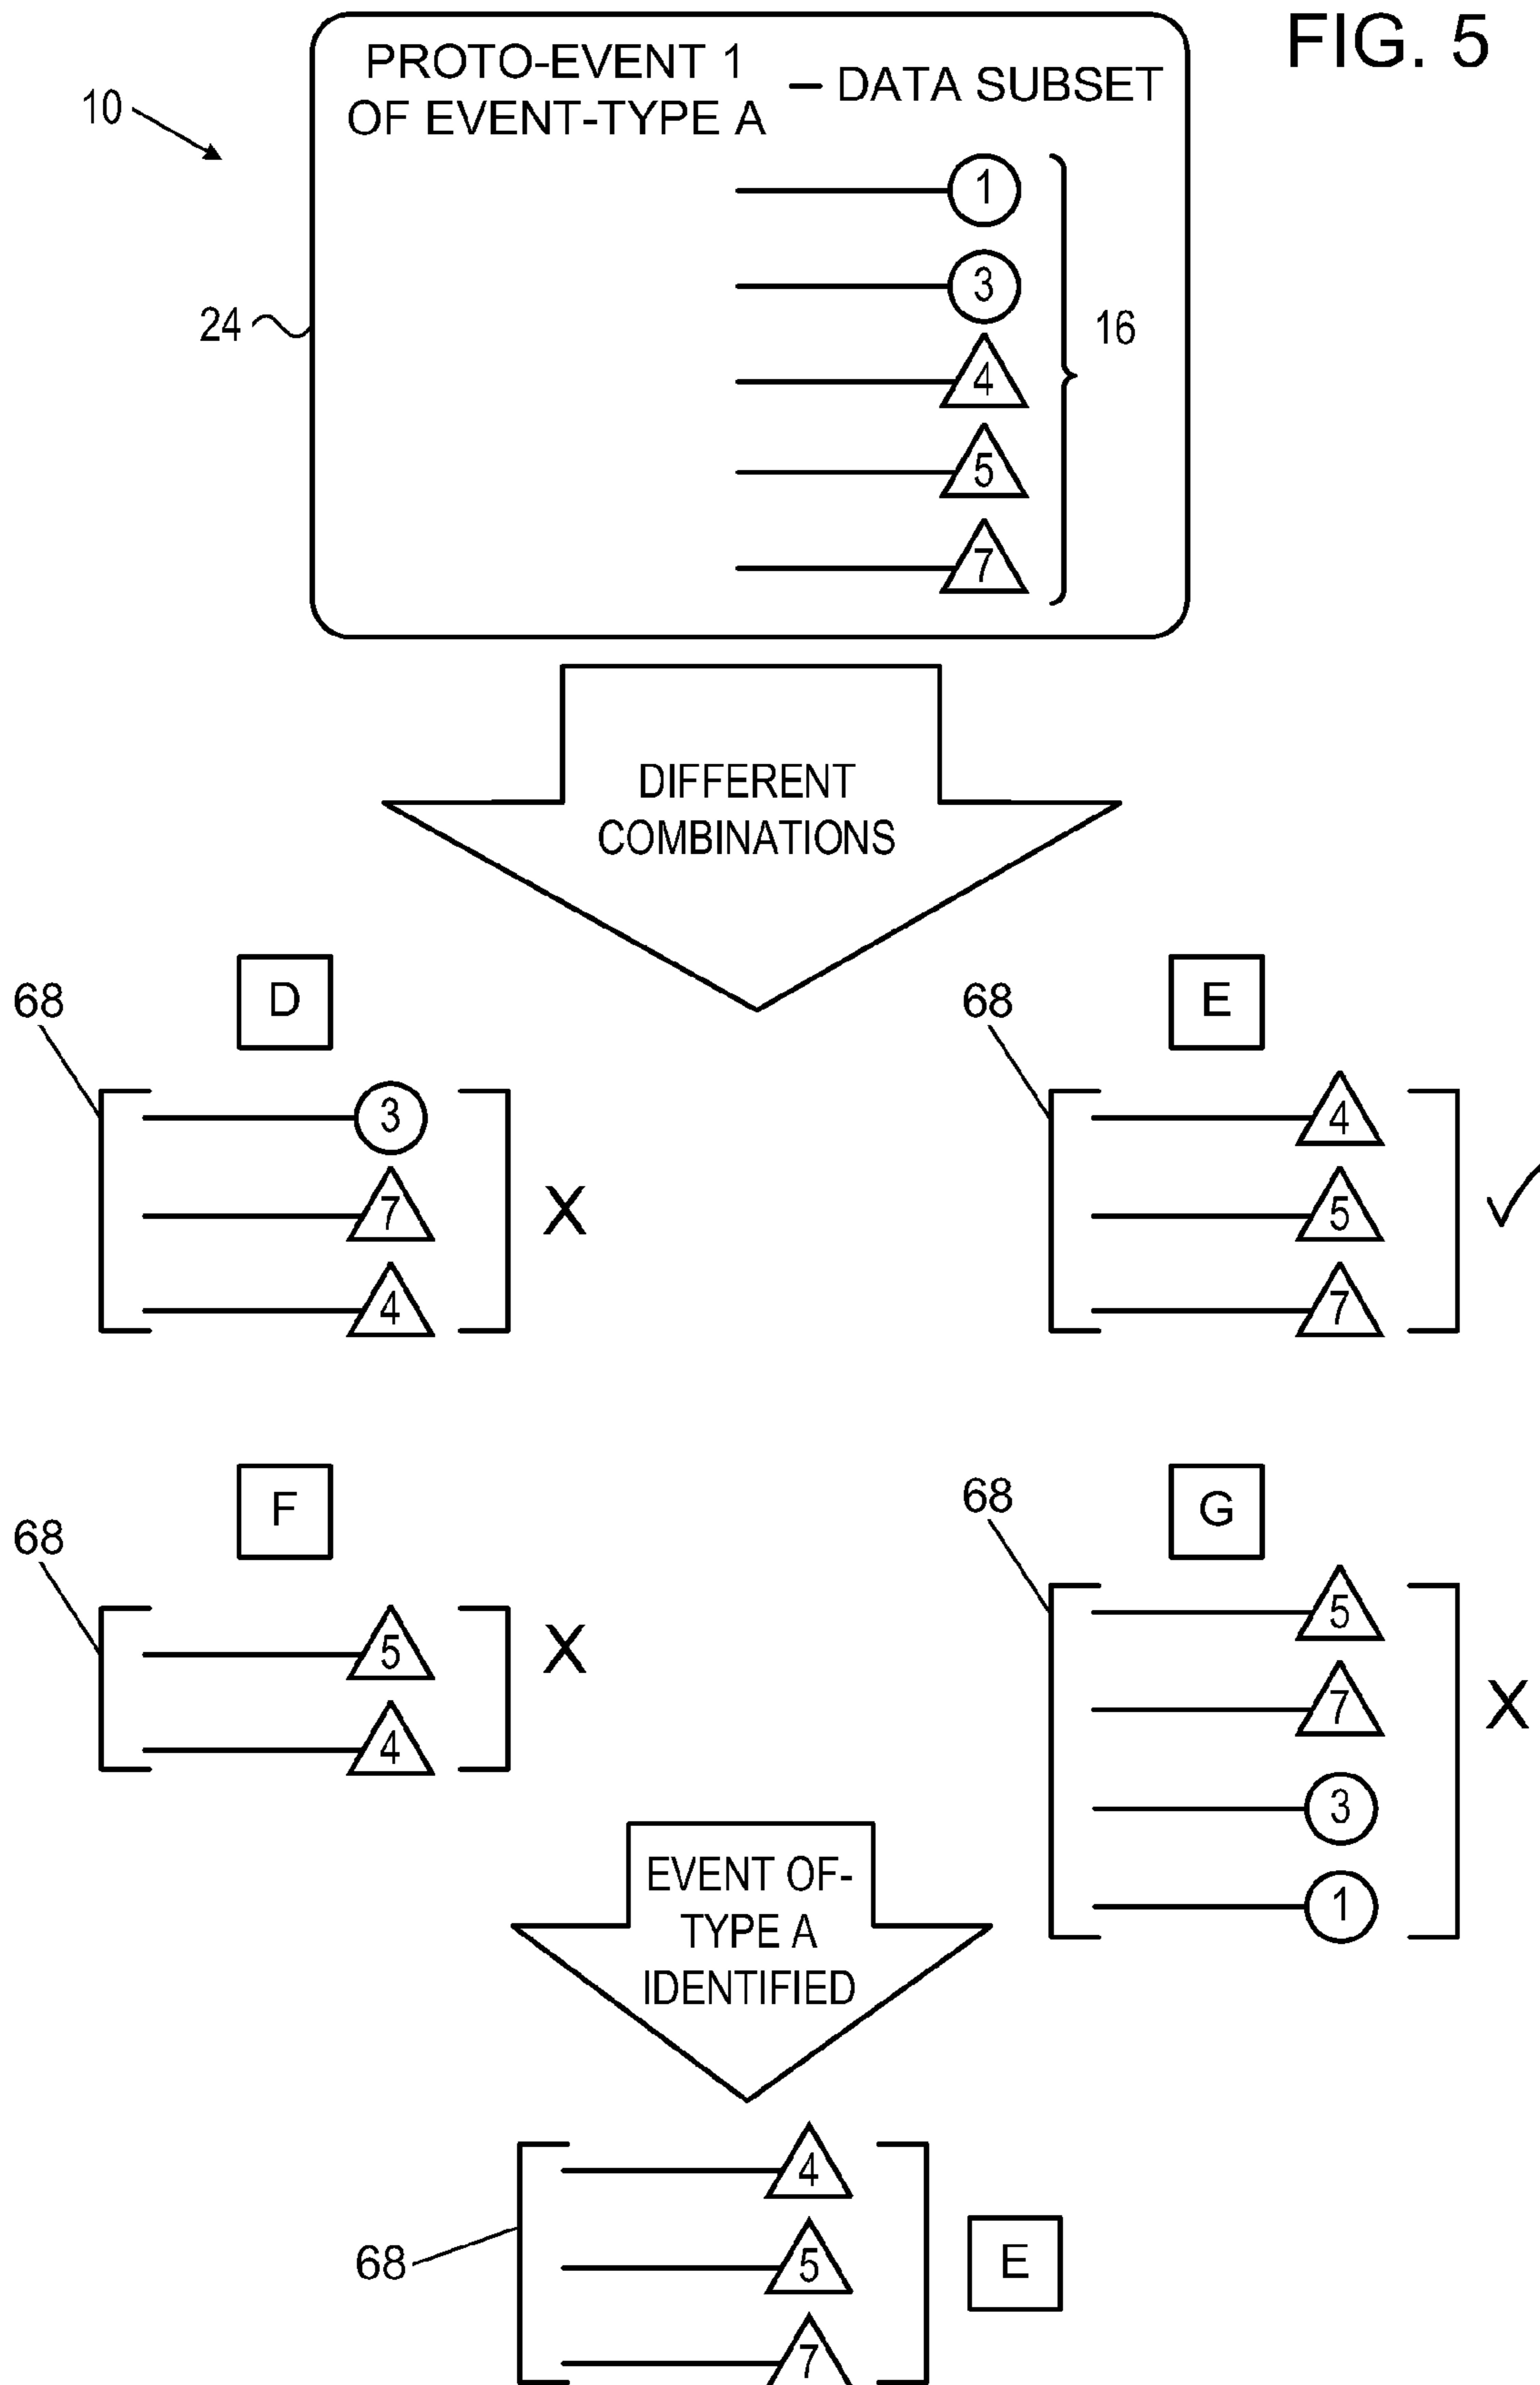 FIG. 5
10
PROTO-EVENT 1
OF EVENT-TYPE A
– DATA SUBSET
1
3
24
16
4
5
7
DIFFERENT
COMBINATIONS
D
68
3
7
X
4
E
68
4
5
7
F
68
5
X
4
G
68
5
7
X
3
1
EVENT OF-
TYPE A
IDENTIFIED
4
68
5
E
7